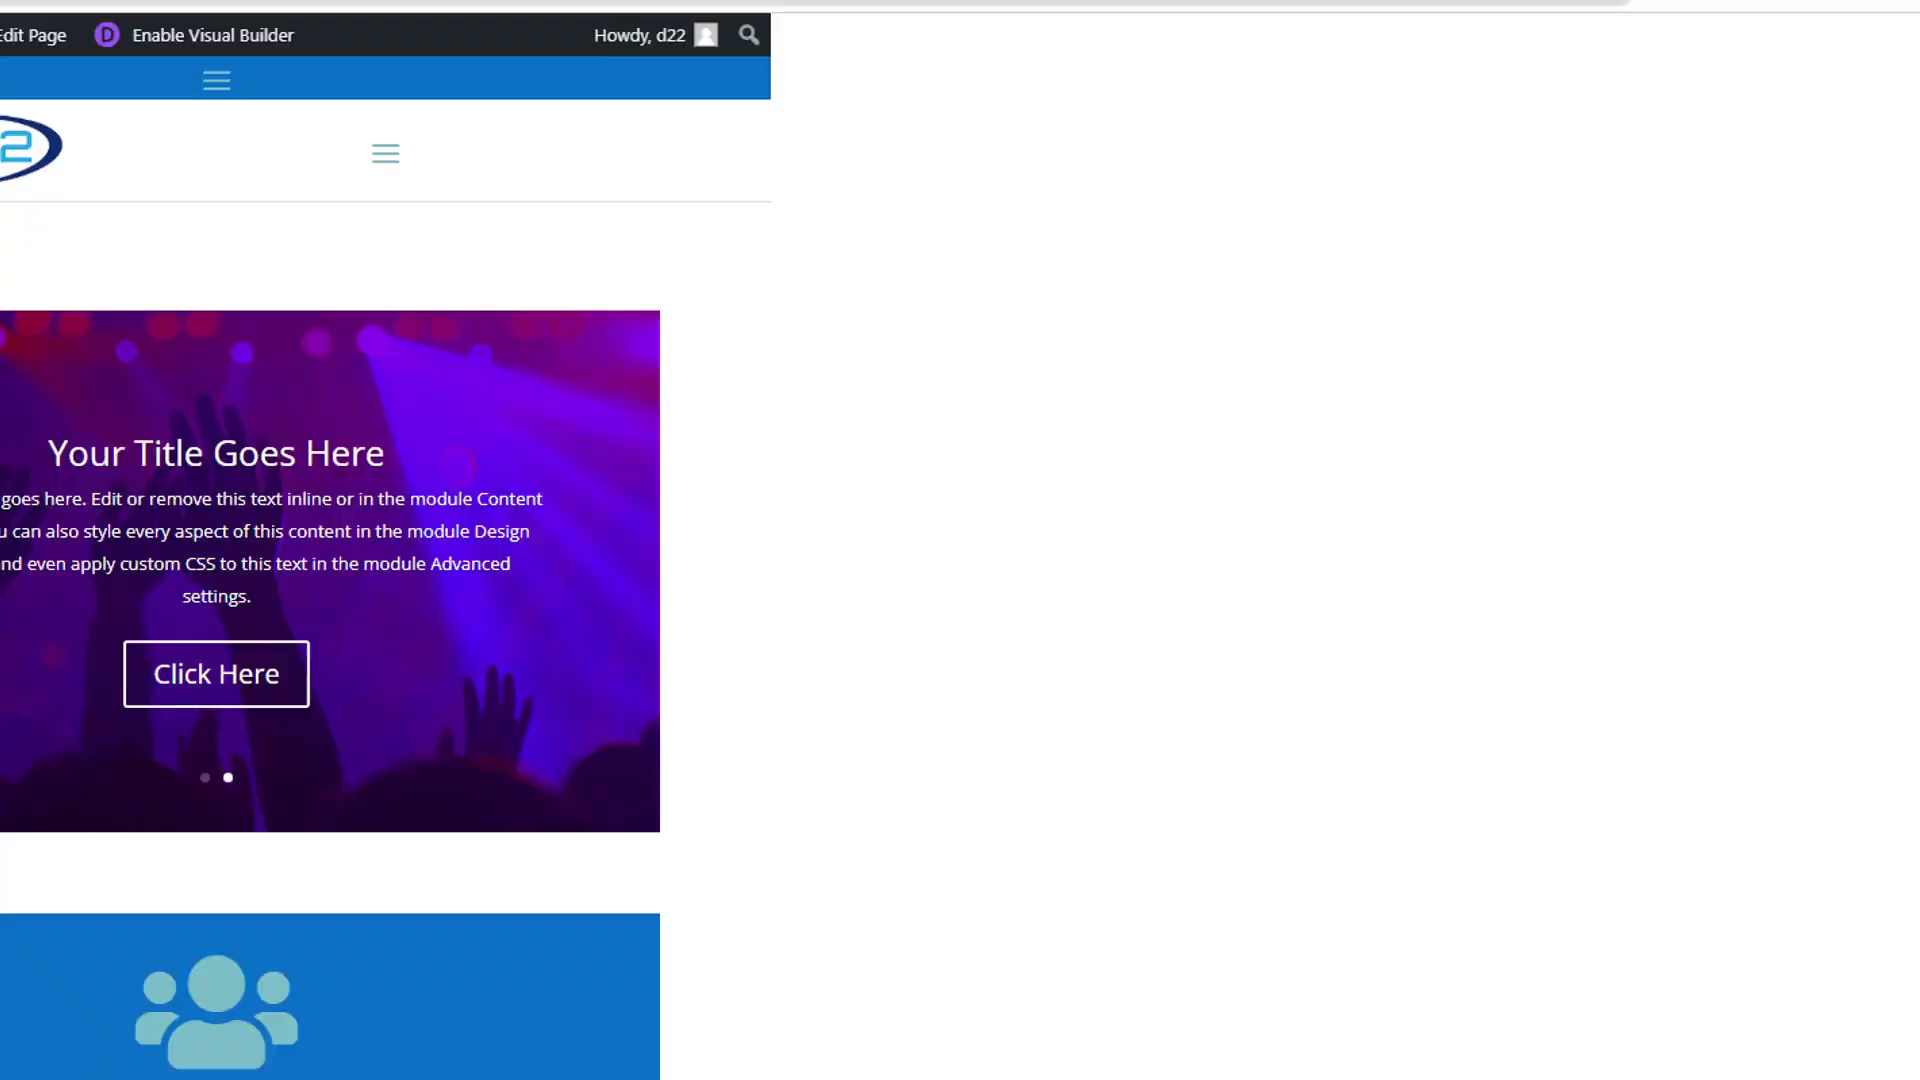 Edit Page D Enable Visual Builder Howdy, d22
2
Your Title Goes Here
goes here. Edit or remove this text inline or in the module Content
can also style every aspect of this content in the module Design
and even apply custom CSS to this text in the module Advanced
settings.
Click Here